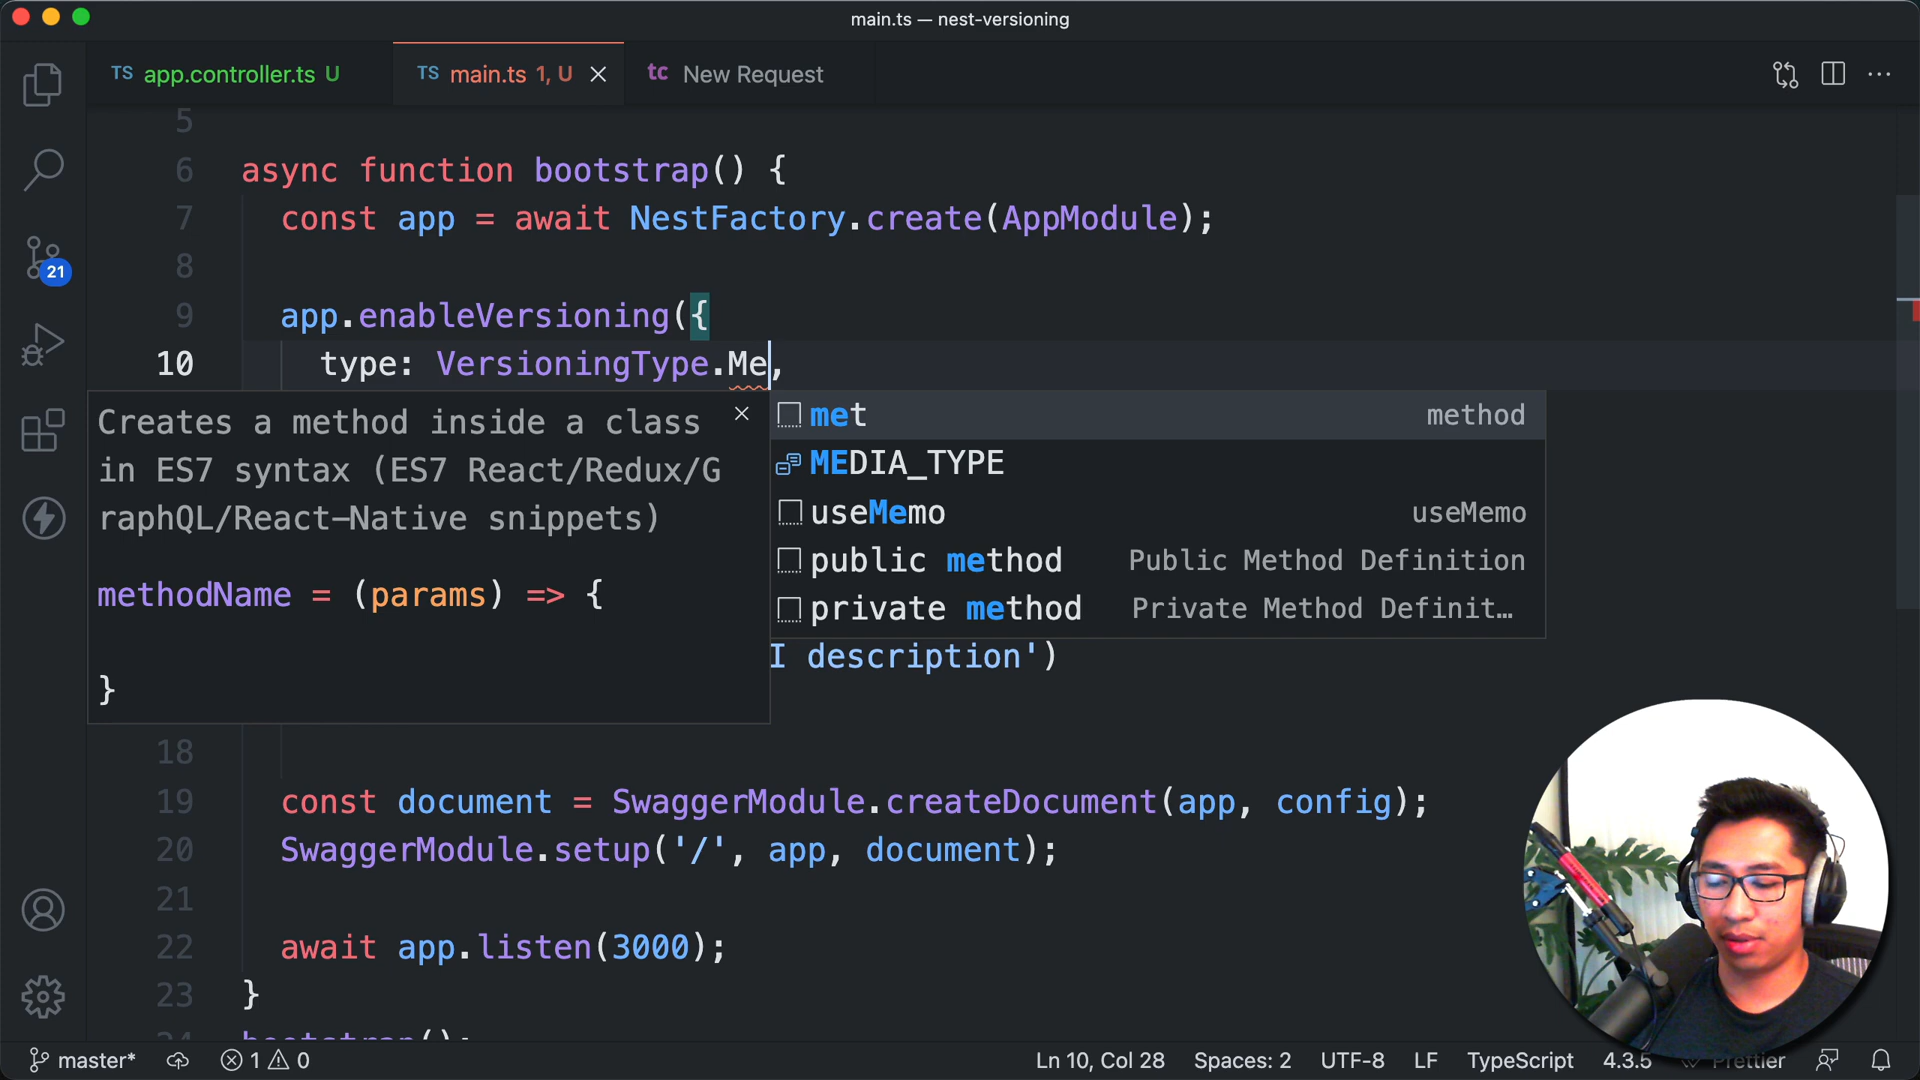 main.ts — nest-versioning
TS app.controller.ts U
TS main.ts 1, U
tc New Request
5
6 async function bootstrap() {
7 const app = await NestFactory.create(AppModule);
8
9 app.enableVersioning({
10 type: VersioningType.Me,
Creates a method inside a class
in ES7 syntax (ES7 React/Redux/G
raphQL/React-Native snippets)
methodName = (params) => {
}
met method
MEDIA_TYPE
useMemo useMemo
public method Public Method Definition
private method Private Method Definit…
I description')
18
19 const document = SwaggerModule.createDocument(app, config);
20 SwaggerModule.setup('/', app, document);
21
22 await app.listen(3000);
23 }
24 bootstrap();
21
master* 1 0 Ln 10, Col 28 Spaces: 2 UTF-8 LF TypeScript 4.3.5 Prettier